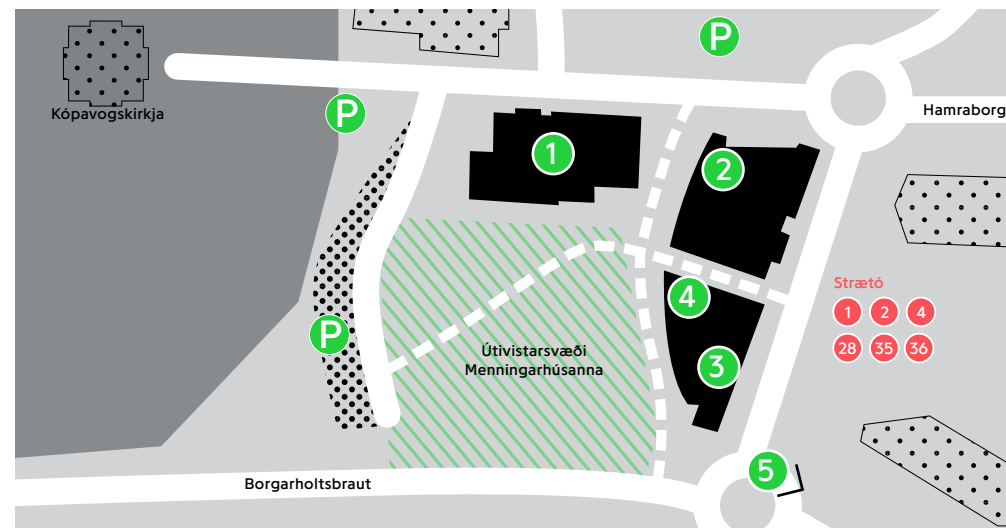 P
Kópavogskirkja
P
Hamraborg
1
2
Strætó
4
1 2 4
P
28 35 36
Útivistarsvæði
Menningarhúsanna
3
5
Borgarholtsbraut